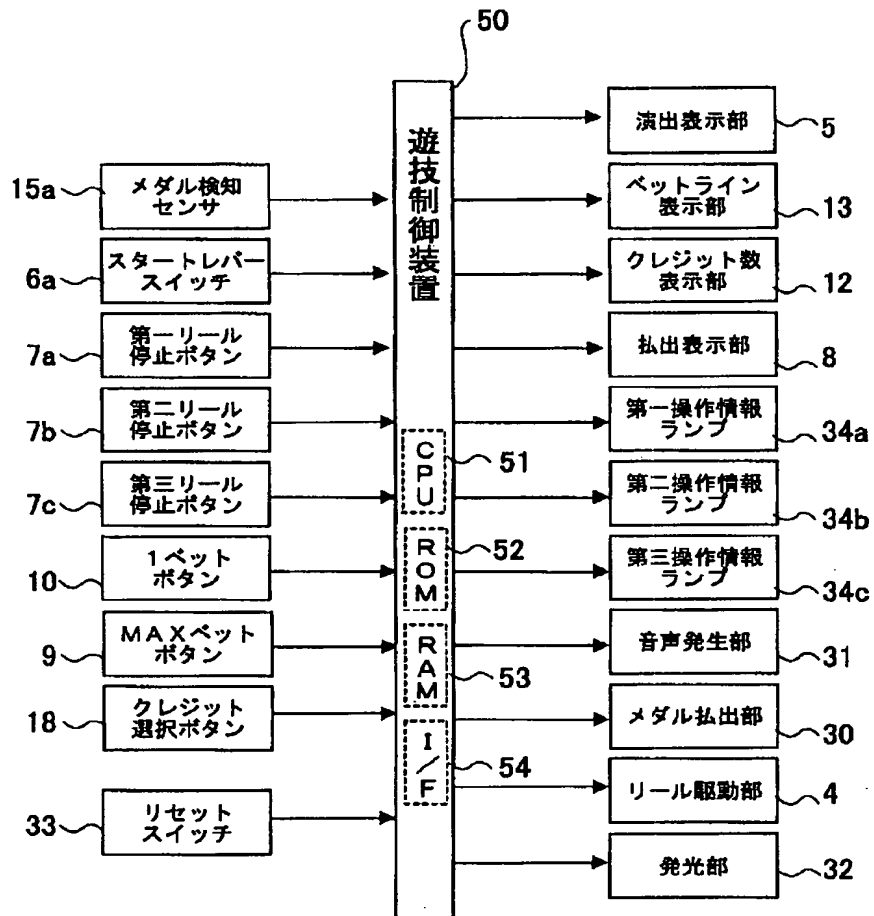 50
遊技制御装置
CPU
51
ROM
52
RAM
53
I/F
54
15a
メダル検知
センサ
6a
スタートレバー
スイッチ
7a
第一リール
停止ボタン
7b
第二リール
停止ボタン
7c
第三リール
停止ボタン
10
1ベット
ボタン
9
MAXベット
ボタン
18
クレジット
選択ボタン
33
リセット
スイッチ
演出表示部
5
ベットライン
表示部
13
クレジット数
表示部
12
払出表示部
8
第一操作情報
ランプ
34a
第二操作情報
ランプ
34b
第三操作情報
ランプ
34c
音声発生部
31
メダル払出部
30
リール駆動部
4
発光部
32